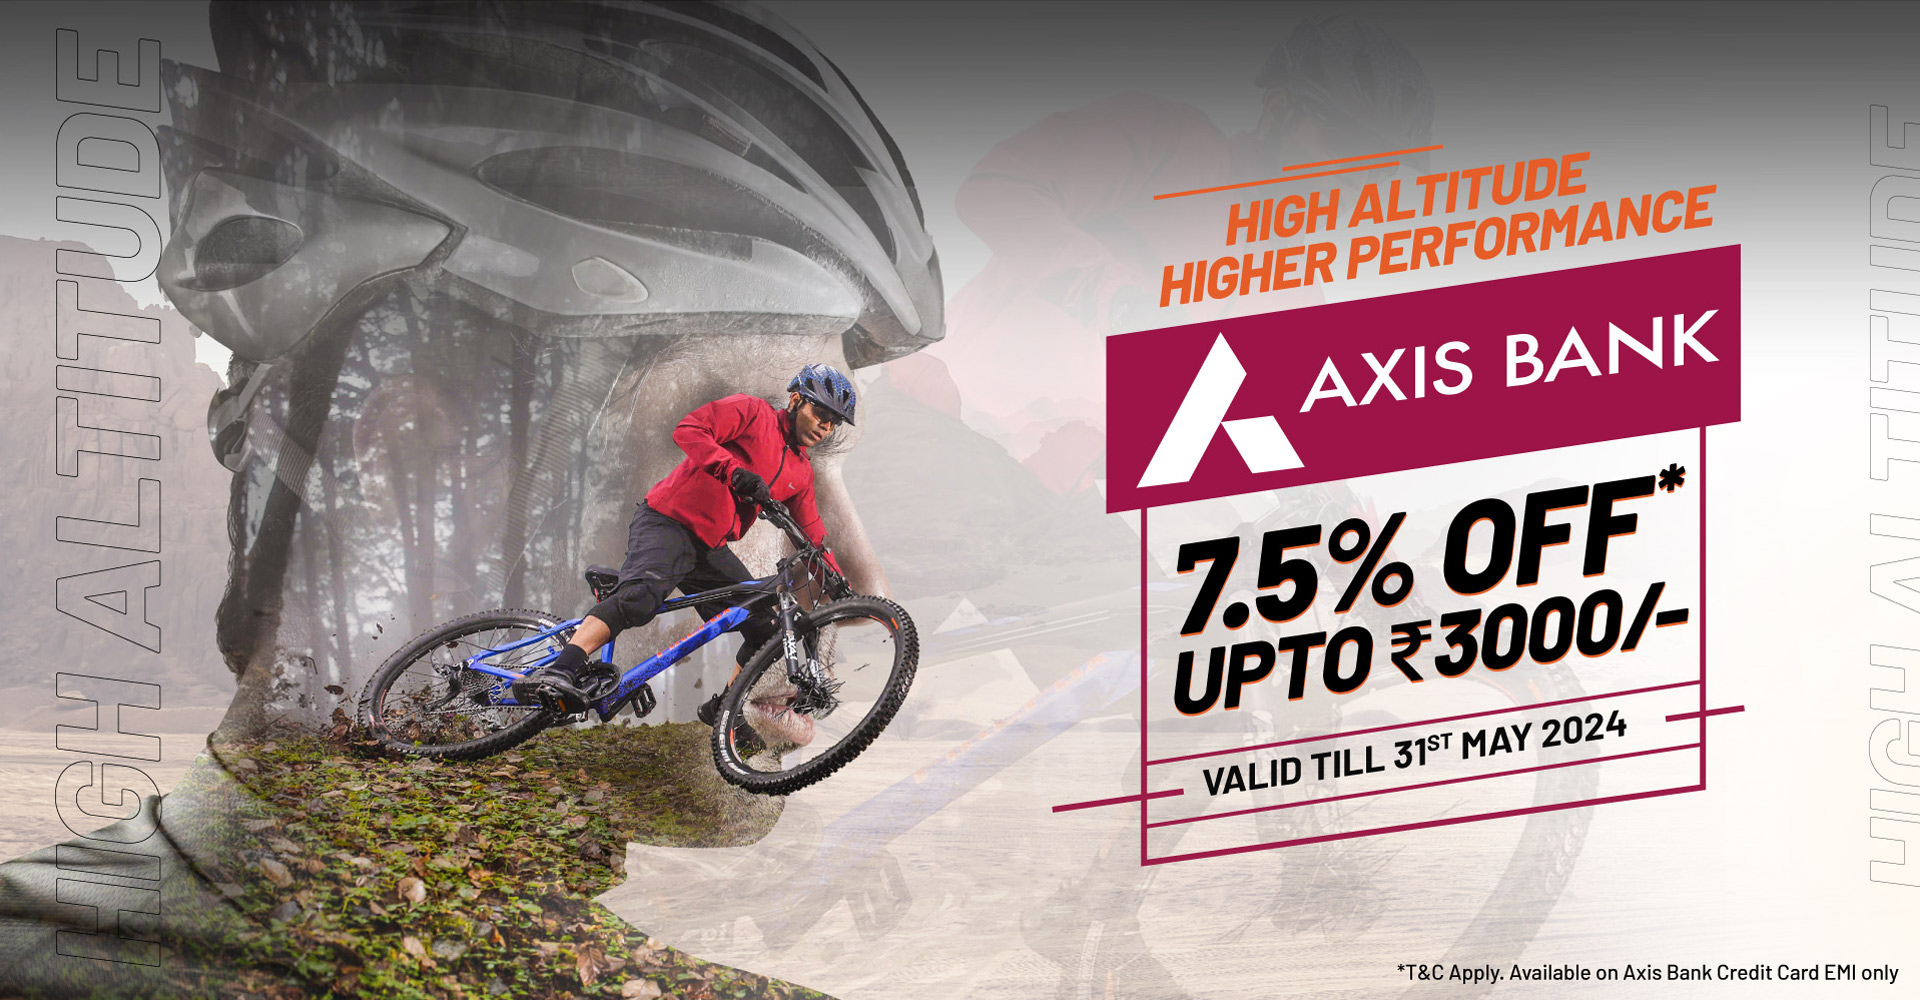 HIGH ALTITUDE
HIGH ALTITUDE
HIGHER PERFORMANCE
AXIS BANK
7.5% OFF*
UPTO ₹3000/-
VALID TILL 31ST MAY 2024
HIGH ALTITUDE
*T&C Apply. Available on Axis Bank Credit Card EMI only